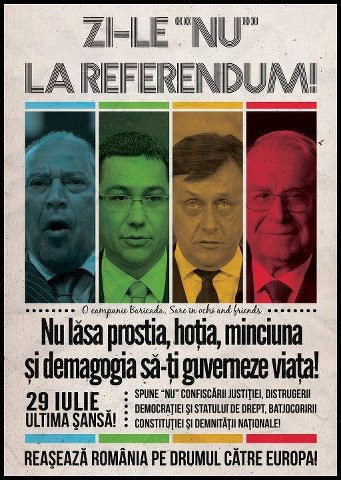 ZI-LE "NU"
LA REFERENDUM!
O campanie Baricada, Sare în ochi and friends
Nu lăsa prostia, hoția, minciuna
și demagogia să-ți guverneze viața!
29 IULIE
ULTIMA ȘANSĂ!
SPUNE "NU" CONFISCĂRII JUSTIȚIEI, DISTRUGERII
DEMOCRAȚIEI ȘI STATULUI DE DREPT, BATJOCORIRII
CONSTITUȚIEI ȘI DEMNITĂȚII NAȚIONALE!
REAȘEAZĂ ROMÂNIA PE DRUMUL CĂTRE EUROPA!